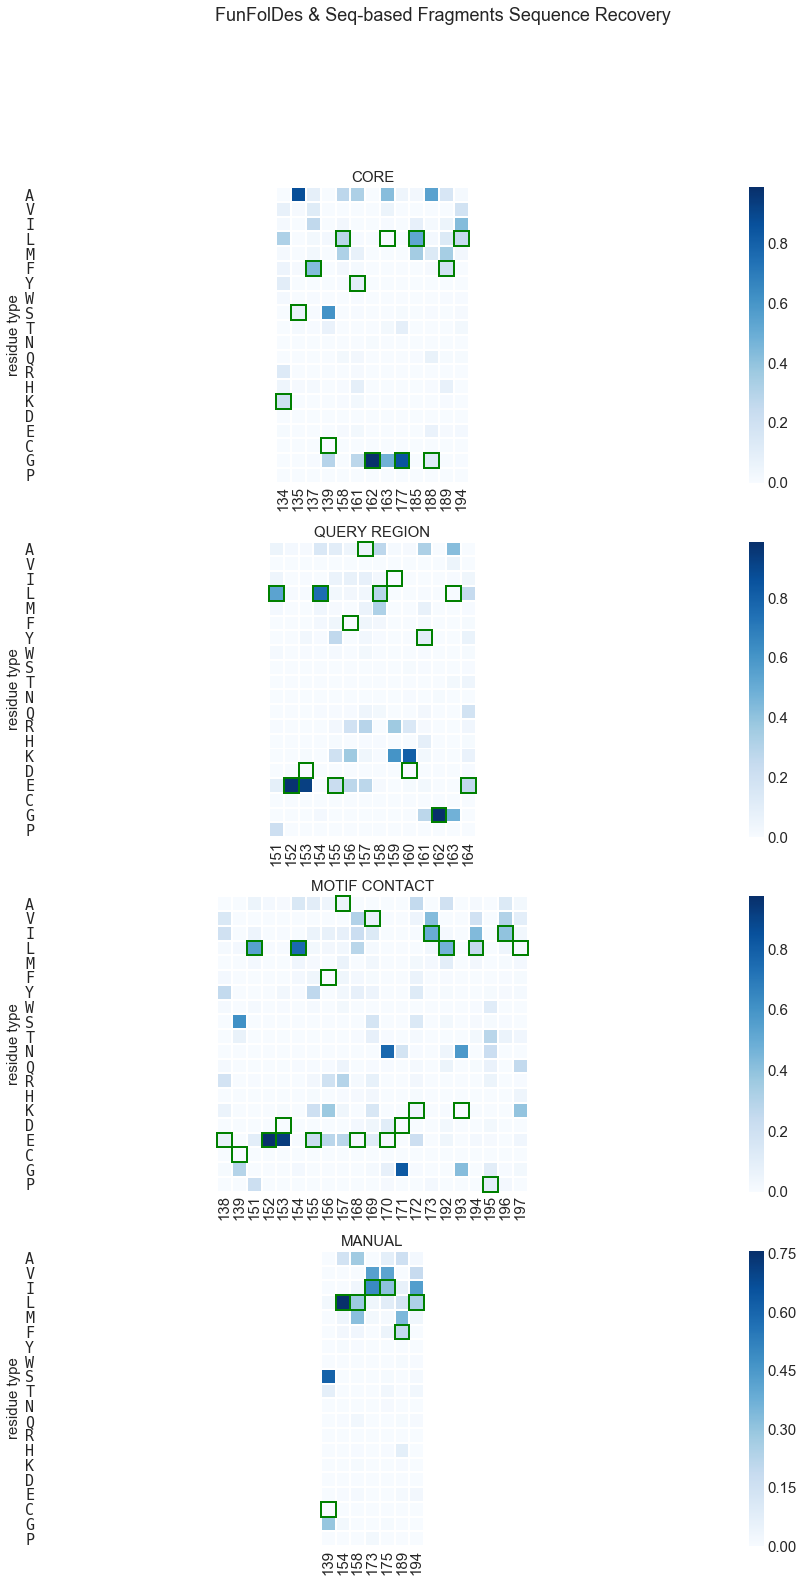 FunFolDes & Seq-based Fragments Sequence Recovery
CORE
residue type
A
V
I
L
M
F
Y
W
S
T
N
Q
R
H
K
D
E
C
G
P
134 135 137 139 158 161 162 163 177 185 188 189 194
0.8
0.6
0.4
0.2
0.0
QUERY REGION
residue type
A
V
I
L
M
F
Y
W
S
T
N
Q
R
H
K
D
E
C
G
P
151 152 153 154 155 156 157 158 159 160 161 162 163 164
0.8
0.6
0.4
0.2
0.0
MOTIF CONTACT
residue type
A
V
I
L
M
F
Y
W
S
T
N
Q
R
H
K
D
E
C
G
P
138 139 151 152 153 154 155 156 157 168 169 170 171 172 173 192 193 194 195 196 197
0.8
0.6
0.4
0.2
0.0
MANUAL
residue type
A
V
I
L
M
F
Y
W
S
T
N
Q
R
H
K
D
E
C
G
P
139 154 158 173 175 189 194
0.75
0.60
0.45
0.30
0.15
0.00